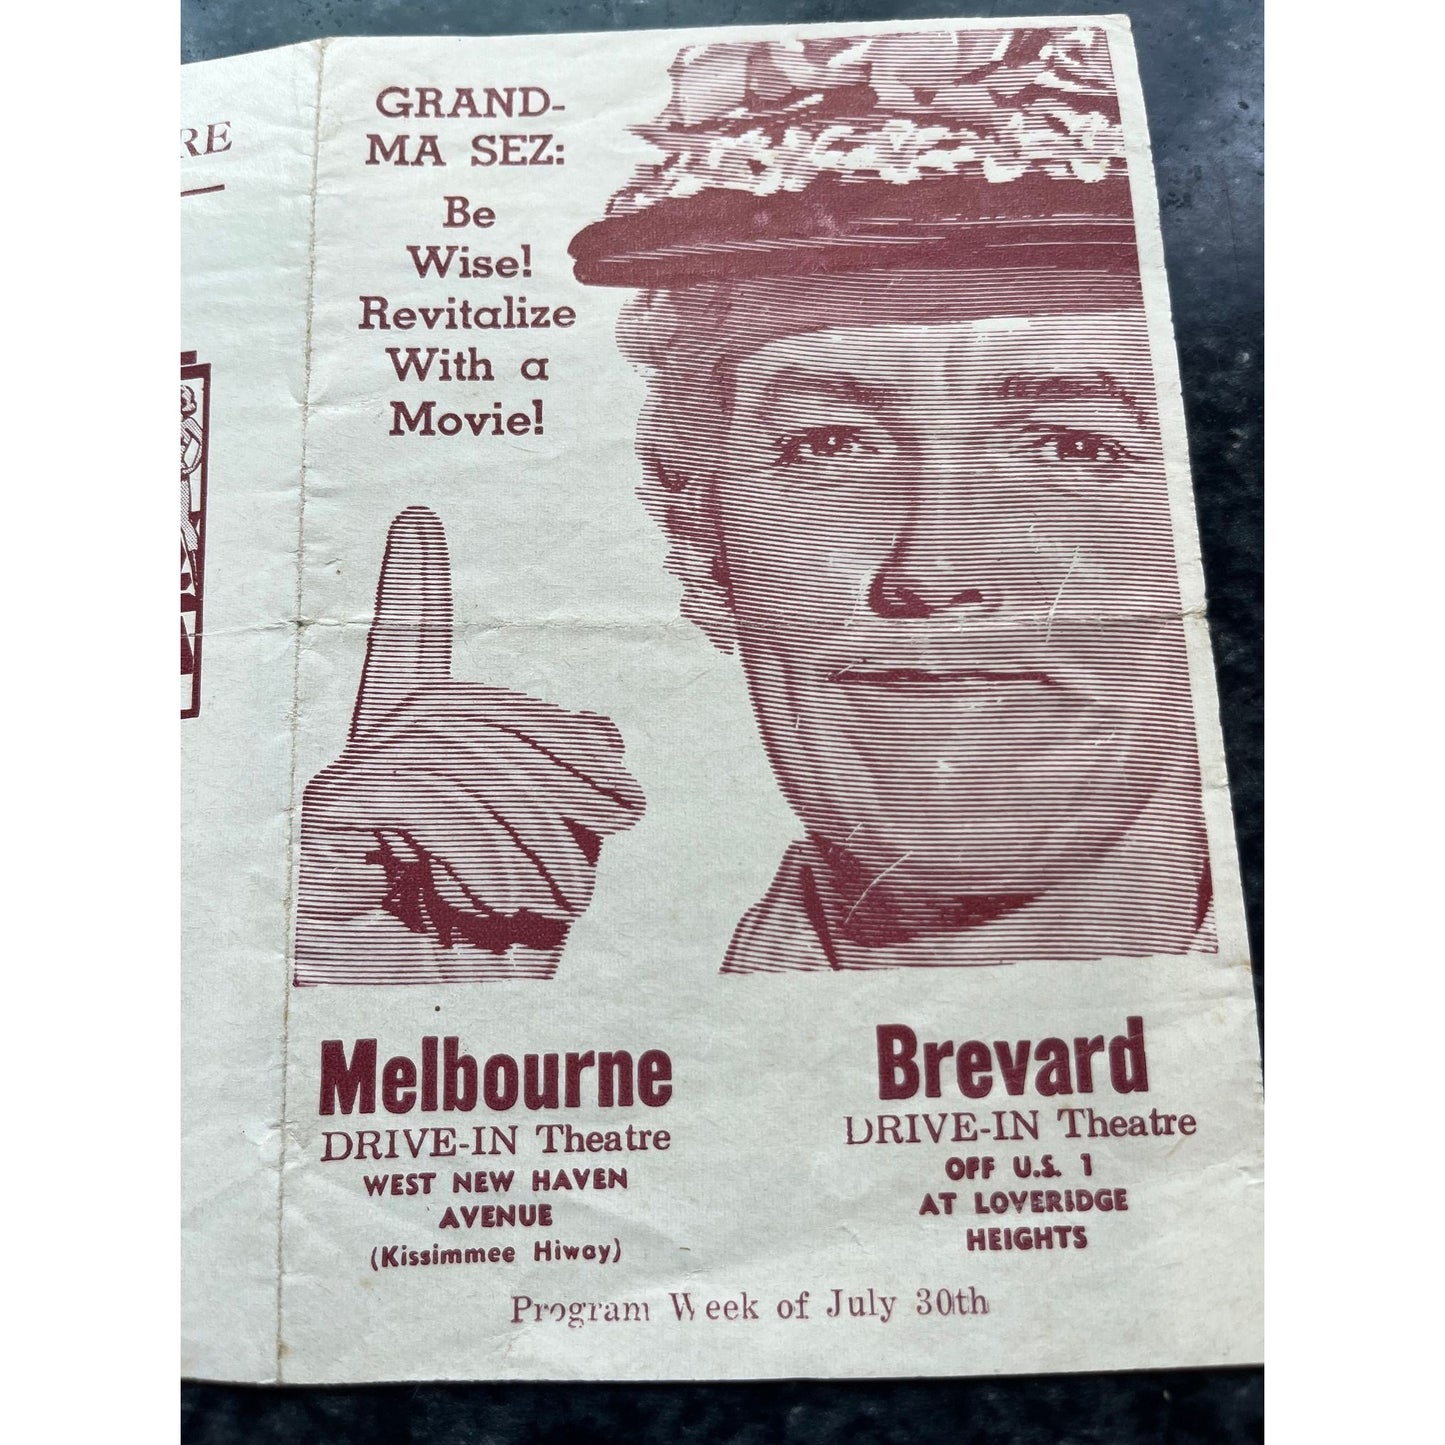 RE
GRAND-
MA SEZ:
Be
Wise!
Revitalize
With a
Movie!
Melbourne
DRIVE-IN Theatre
WEST NEW HAVEN
AVENUE
(Kissimmee Hiway)
Brevard
DRIVE-IN Theatre
OFF U.S. 1
AT LOVERIDGE
HEIGHTS
Program Week of July 30th